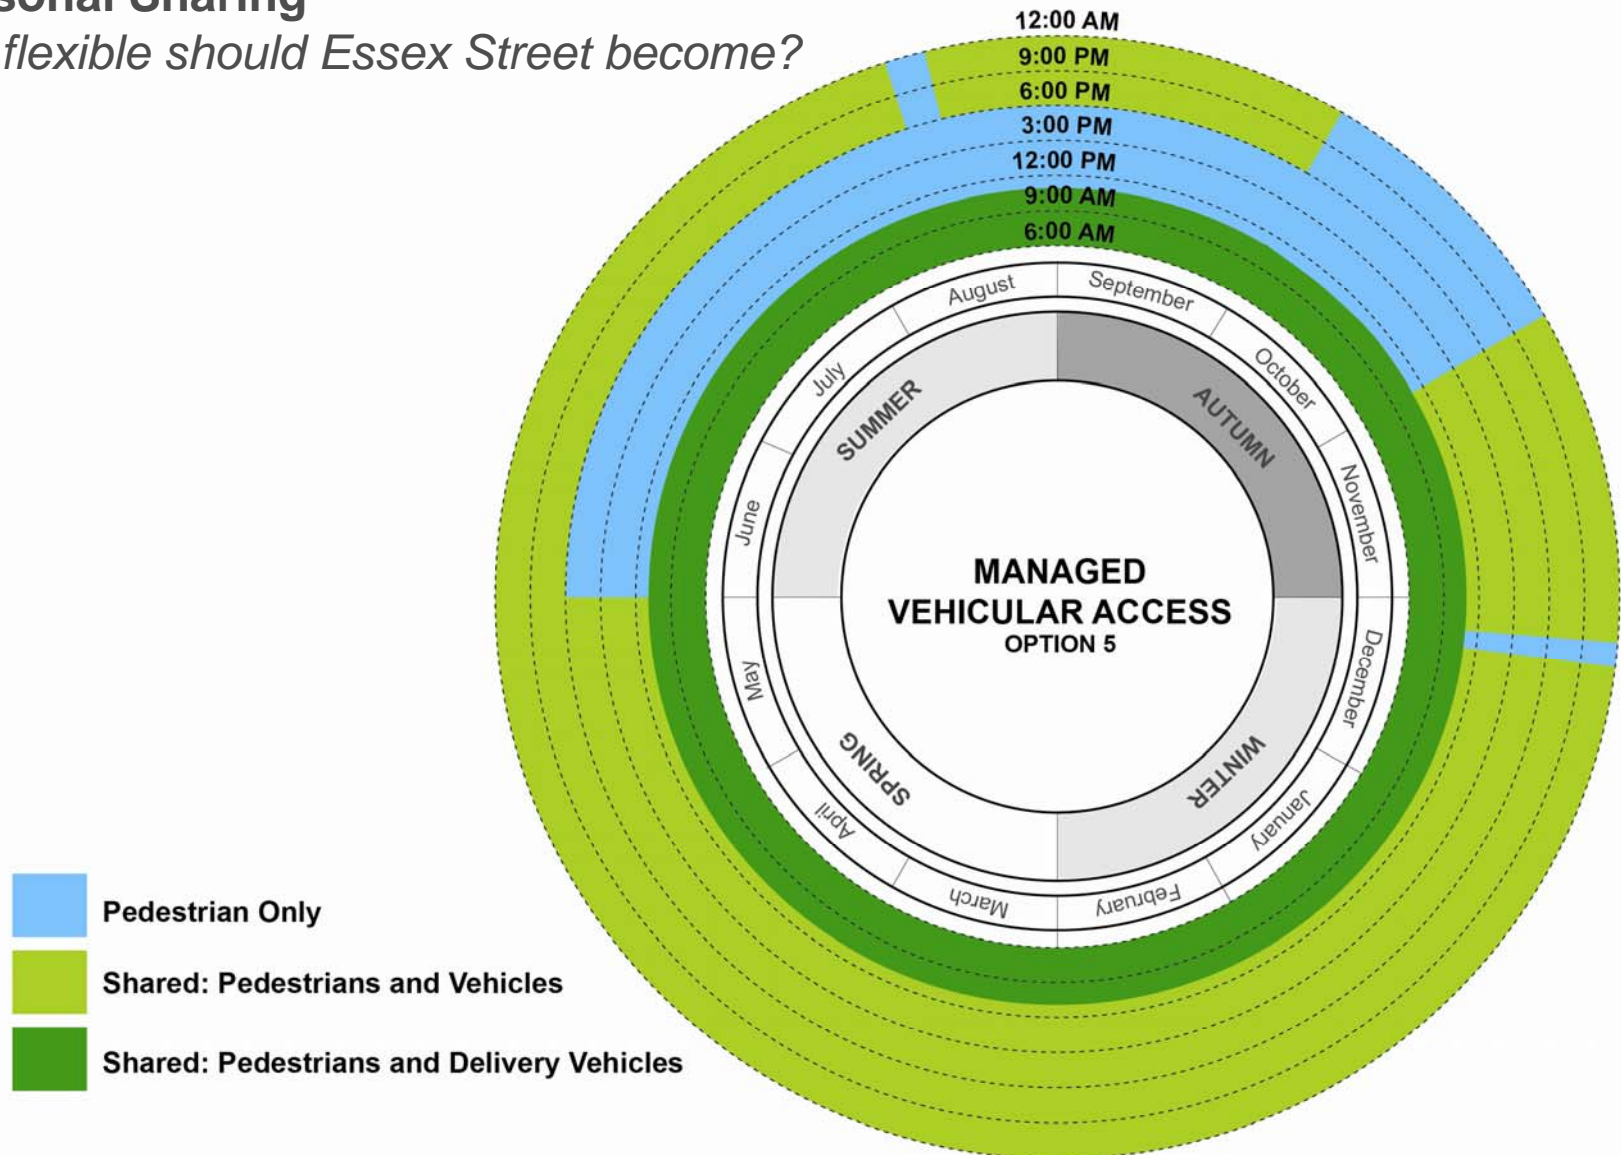 Sharing
flexible should Essex Street become?
12:00 AM
9:00 PM
6:00 PM
3:00 PM
12:00 PM
9:00 AM
6:00 AM
August
September
July
October
June
November
May
December
April
January
March
February
SUMMER
AUTUMN
SPRING
WINTER
MANAGED
VEHICULAR ACCESS
OPTION 5
Pedestrian Only
Shared: Pedestrians and Vehicles
Shared: Pedestrians and Delivery Vehicles